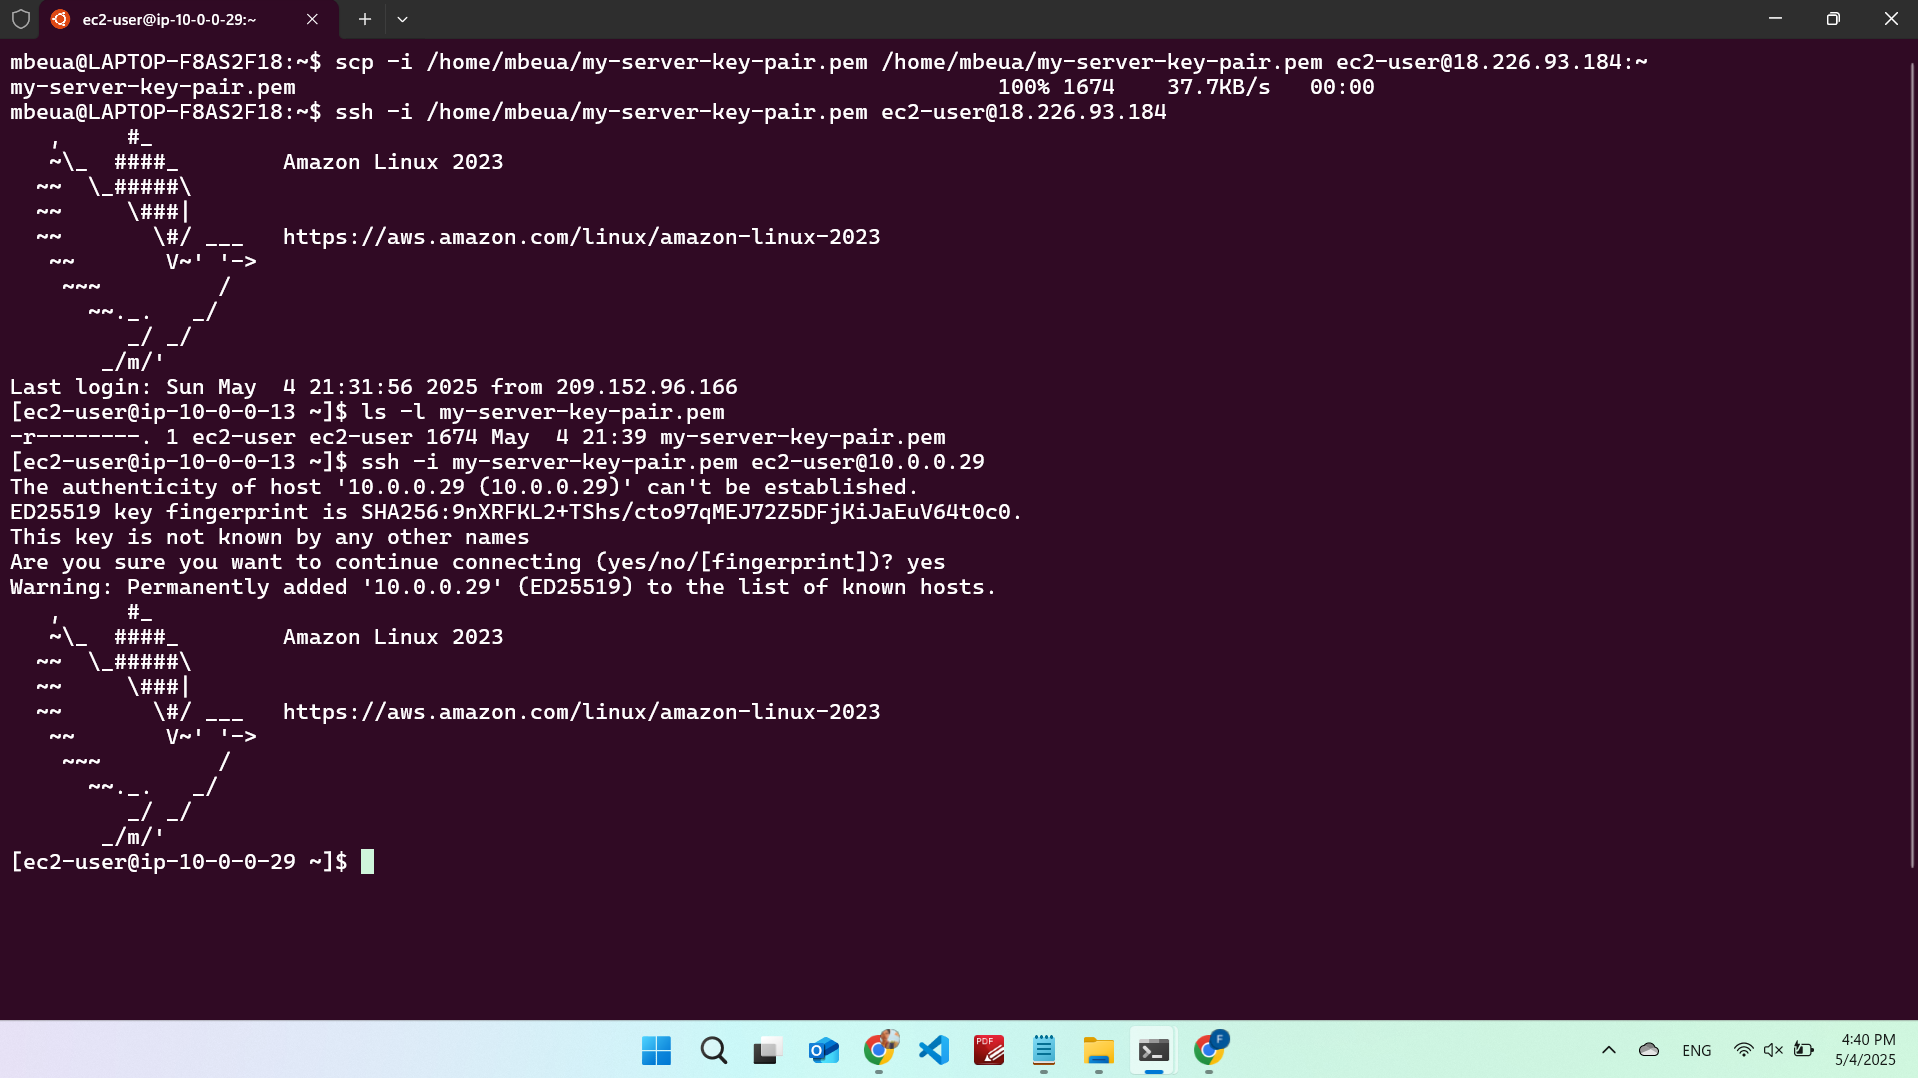 ec2-user@ip-10-0-0-29:~
mbeua@LAPTOP-F8AS2F18:~$ scp -i /home/mbeua/my-server-key-pair.pem /home/mbeua/my-server-key-pair.pem ec2-user@18.226.93.184:~
my-server-key-pair.pem                                                      100% 1674    37.7KB/s   00:00
mbeua@LAPTOP-F8AS2F18:~$ ssh -i /home/mbeua/my-server-key-pair.pem ec2-user@18.226.93.184
   ,     #_
   ~\_  ####_        Amazon Linux 2023
  ~~  \_#####\
  ~~     \###|
  ~~       \#/ ___   https://aws.amazon.com/linux/amazon-linux-2023
   ~~       V~' '->
    ~~~         /
      ~~._.   _/
         _/ _/
       _/m/'
Last login: Sun May  4 21:31:56 2025 from 209.152.96.166
[ec2-user@ip-10-0-0-13 ~]$ ls -l my-server-key-pair.pem
-r--------. 1 ec2-user ec2-user 1674 May  4 21:39 my-server-key-pair.pem
[ec2-user@ip-10-0-0-13 ~]$ ssh -i my-server-key-pair.pem ec2-user@10.0.0.29
The authenticity of host '10.0.0.29 (10.0.0.29)' can't be established.
ED25519 key fingerprint is SHA256:9nXRFKL2+TShs/cto97qMEJ72Z5DFjKiJaEuV64t0c0.
This key is not known by any other names
Are you sure you want to continue connecting (yes/no/[fingerprint])? yes
Warning: Permanently added '10.0.0.29' (ED25519) to the list of known hosts.
   ,     #_
   ~\_  ####_        Amazon Linux 2023
  ~~  \_#####\
  ~~     \###|
  ~~       \#/ ___   https://aws.amazon.com/linux/amazon-linux-2023
   ~~       V~' '->
    ~~~         /
      ~~._.   _/
         _/ _/
       _/m/'
[ec2-user@ip-10-0-0-29 ~]$
PDF
F
ENG
4:40 PM
5/4/2025